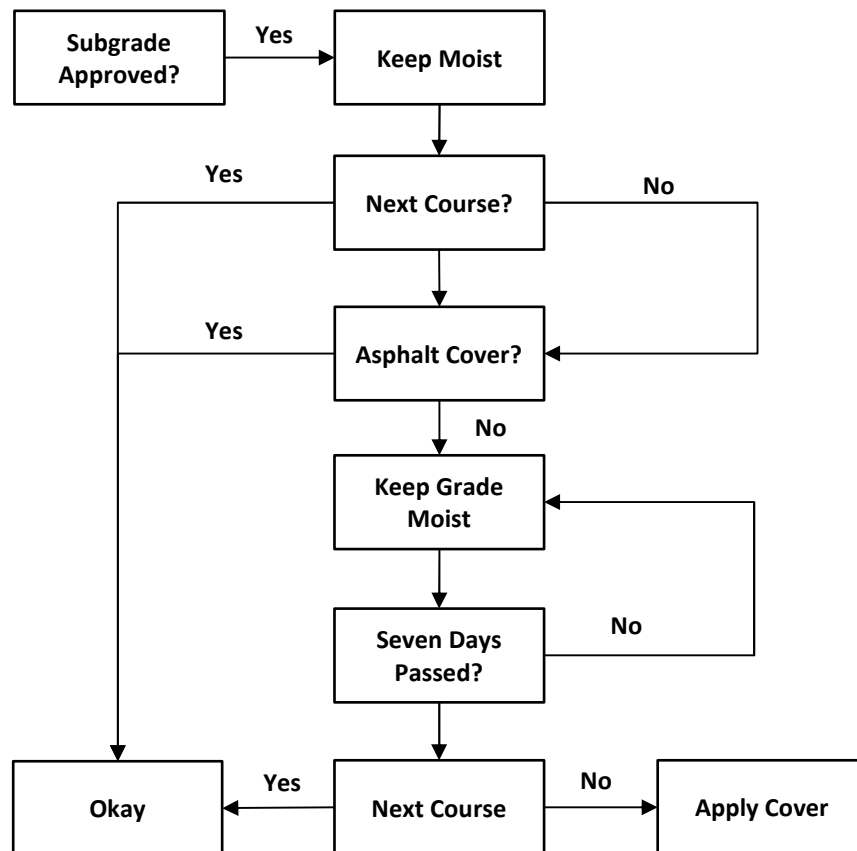 Subgrade
Approved?
Yes
Keep Moist
Yes
Next Course?
No
Yes
Asphalt Cover?
No
Keep Grade
Moist
Seven Days
Passed?
No
Okay
Yes
Next Course
No
Apply Cover